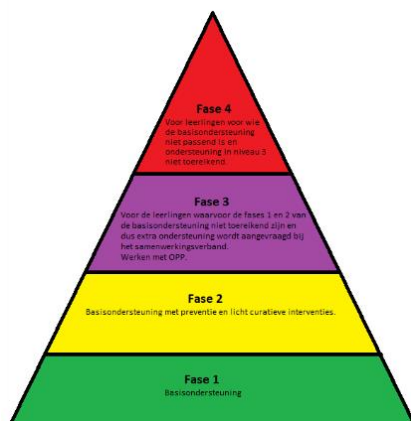 Fase 4
Voor leerlingen voor wie
de basisondersteuning
niet passend is en
ondersteuning in niveau 3
niet toereikend.
Fase 3
Voor de leerlingen waarvoor de fases 1 en 2 van
de basisondersteuning niet toereikend zijn en
dus extra ondersteuning wordt aangevraagd bij
het samenwerkingsverband.
Werken met OPP.
Fase 2
Basisondersteuning met preventie en licht curatieve interventies.
Fase 1
Basisondersteuning